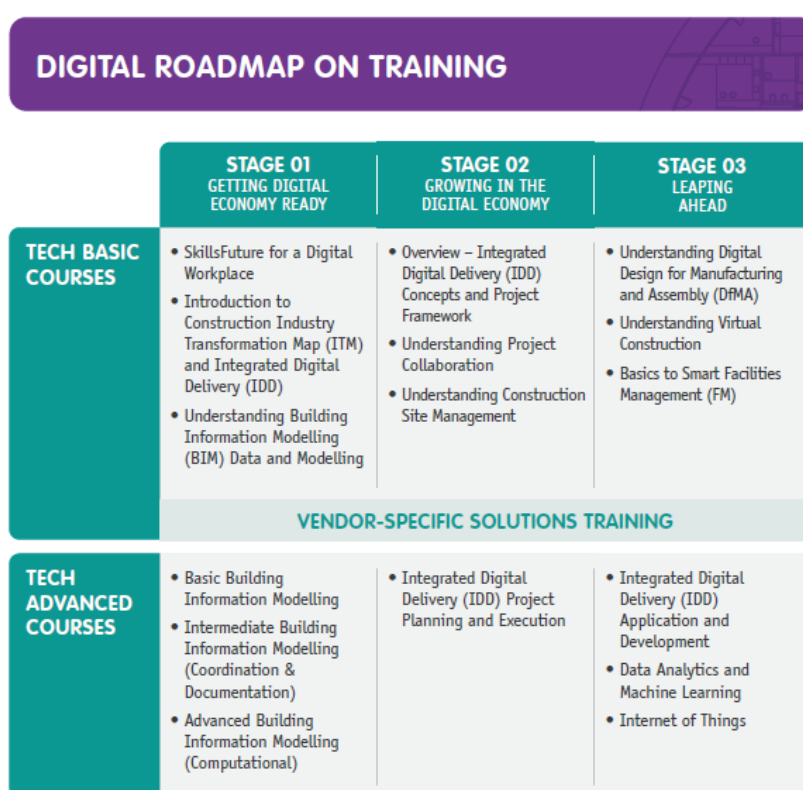 DIGITAL ROADMAP ON TRAINING
STAGE 01
GETTING DIGITAL
ECONOMY READY
STAGE 02
GROWING IN THE
DIGITAL ECONOMY
STAGE 03
LEAPING
AHEAD
TECH BASIC
COURSES
• SkillsFuture for a Digital
Workplace
• Introduction to
Construction Industry
Transformation Map (ITM)
and Integrated Digital
Delivery (IDD)
• Understanding Building
Information Modelling
(BIM) Data and Modelling
• Overview – Integrated
Digital Delivery (IDD)
Concepts and Project
Framework
• Understanding Project
Collaboration
• Understanding Construction
Site Management
• Understanding Digital
Design for Manufacturing
and Assembly (DfMA)
• Understanding Virtual
Construction
• Basics to Smart Facilities
Management (FM)
VENDOR-SPECIFIC SOLUTIONS TRAINING
TECH
ADVANCED
COURSES
• Basic Building
Information Modelling
• Intermediate Building
Information Modelling
(Coordination &
Documentation)
• Advanced Building
Information Modelling
(Computational)
• Integrated Digital
Delivery (IDD) Project
Planning and Execution
• Integrated Digital
Delivery (IDD)
Application and
Development
• Data Analytics and
Machine Learning
• Internet of Things